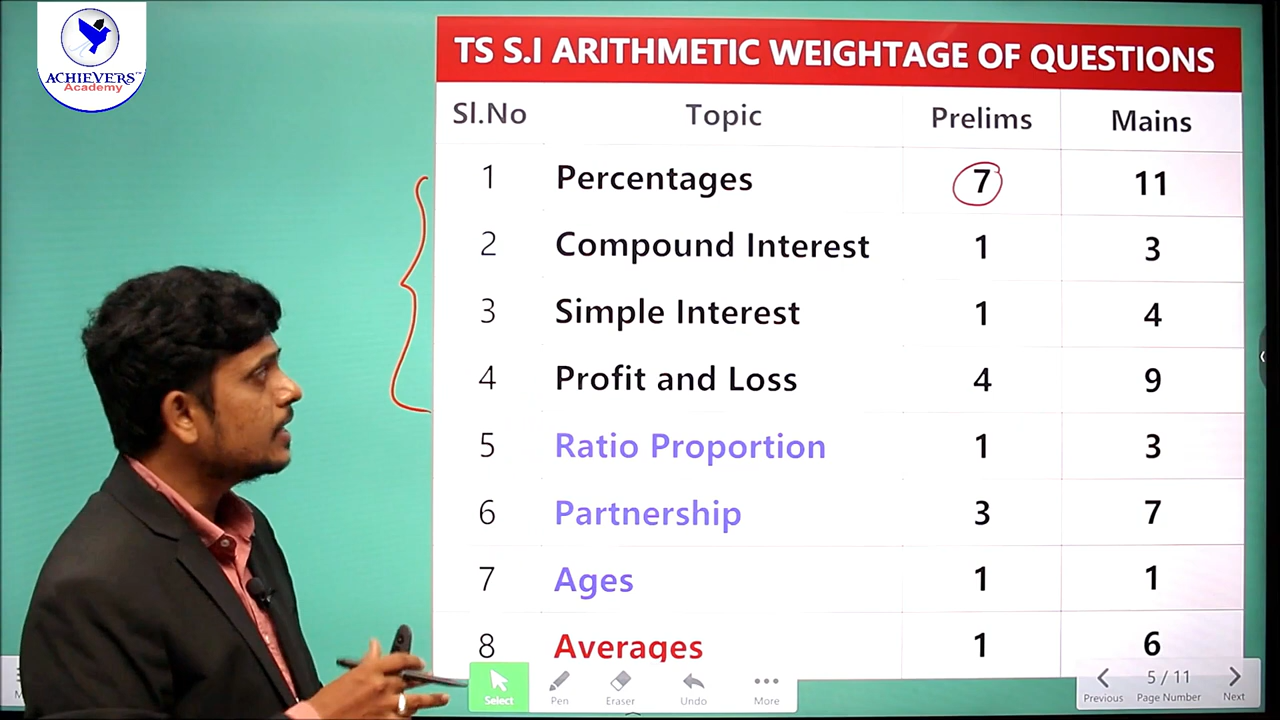 ACHIEVERS™
Academy
TS S.I ARITHMETIC WEIGHTAGE OF QUESTIONS
Sl.No Topic Prelims Mains
1 Percentages 7 11
2 Compound Interest 1 3
3 Simple Interest 1 4
4 Profit and Loss 4 9
5 Ratio Proportion 1 3
6 Partnership 3 7
7 Ages 1 1
8 Averages 1 6
Select Pen Eraser Undo More
5 / 11
Previous Page Number Next